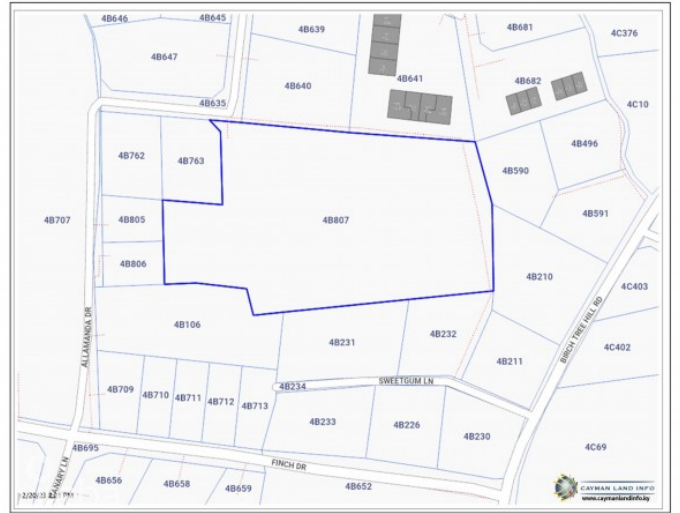 4B646
4B645
4B647
4B639
4B640
4B641
4B681
4B682
4C376
4B635
4C10
4B762
4B763
4B590
4B496
4B707
4B805
4B807
4B591
4B806
4B210
4C403
4B106
4B231
4B232
4B211
4C402
ALLAMANDA DR
BIRCH TREE HILL RD
4B709
4B710
4B711
4B712
4B713
4B234
SWEETGUM LN
4B233
4B226
4B230
4C69
4B695
FINCH DR
4B656
4B658
4B659
4B652
CAYMAN LAND INFO
www.caymanlandinfo.ky